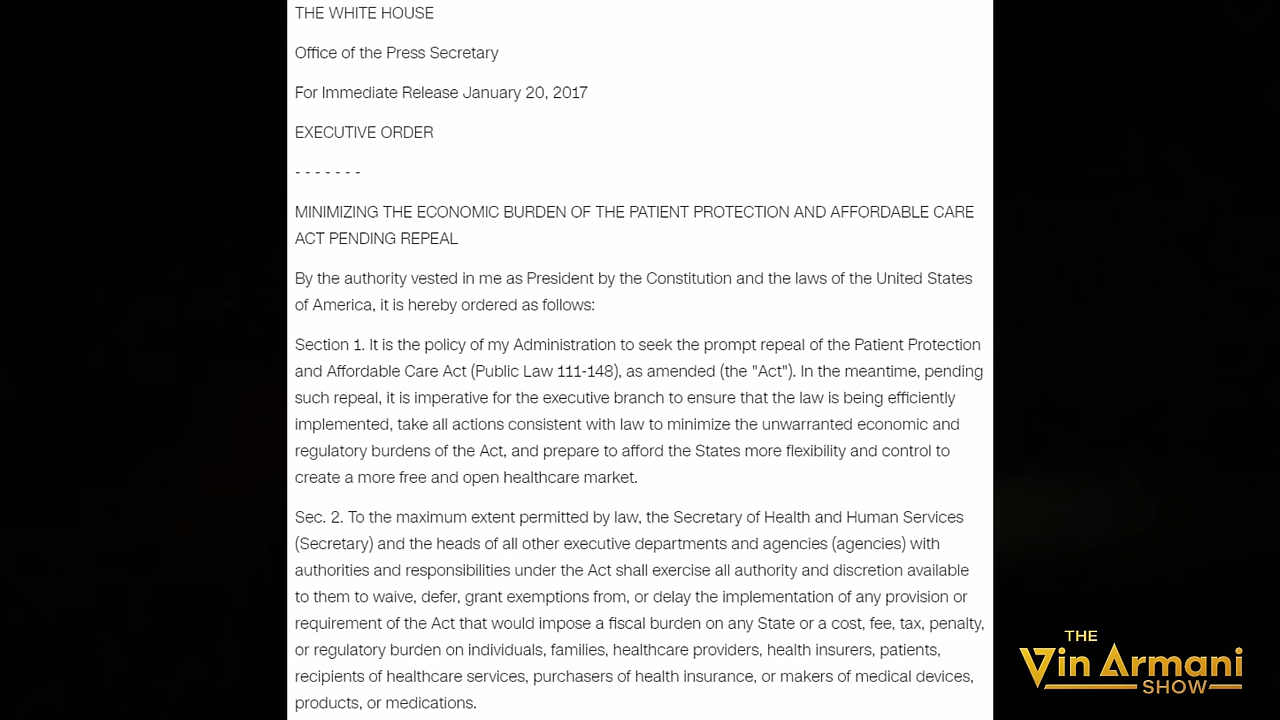 THE WHITE HOUSE
Office of the Press Secretary
For Immediate Release January 20, 2017
EXECUTIVE ORDER
- - - - - - -
MINIMIZING THE ECONOMIC BURDEN OF THE PATIENT PROTECTION AND AFFORDABLE CARE
ACT PENDING REPEAL
By the authority vested in me as President by the Constitution and the laws of the United States
of America, it is hereby ordered as follows:
Section 1. It is the policy of my Administration to seek the prompt repeal of the Patient Protection
and Affordable Care Act (Public Law 111-148), as amended (the "Act"). In the meantime, pending
such repeal, it is imperative for the executive branch to ensure that the law is being efficiently
implemented, take all actions consistent with law to minimize the unwarranted economic and
regulatory burdens of the Act, and prepare to afford the States more flexibility and control to
create a more free and open healthcare market.
Sec. 2. To the maximum extent permitted by law, the Secretary of Health and Human Services
(Secretary) and the heads of all other executive departments and agencies (agencies) with
authorities and responsibilities under the Act shall exercise all authority and discretion available
to them to waive, defer, grant exemptions from, or delay the implementation of any provision or
requirement of the Act that would impose a fiscal burden on any State or a cost, fee, tax, penalty,
or regulatory burden on individuals, families, healthcare providers, health insurers, patients,
recipients of healthcare services, purchasers of health insurance, or makers of medical devices,
products, or medications.
THE
Vin Armani
SHOW